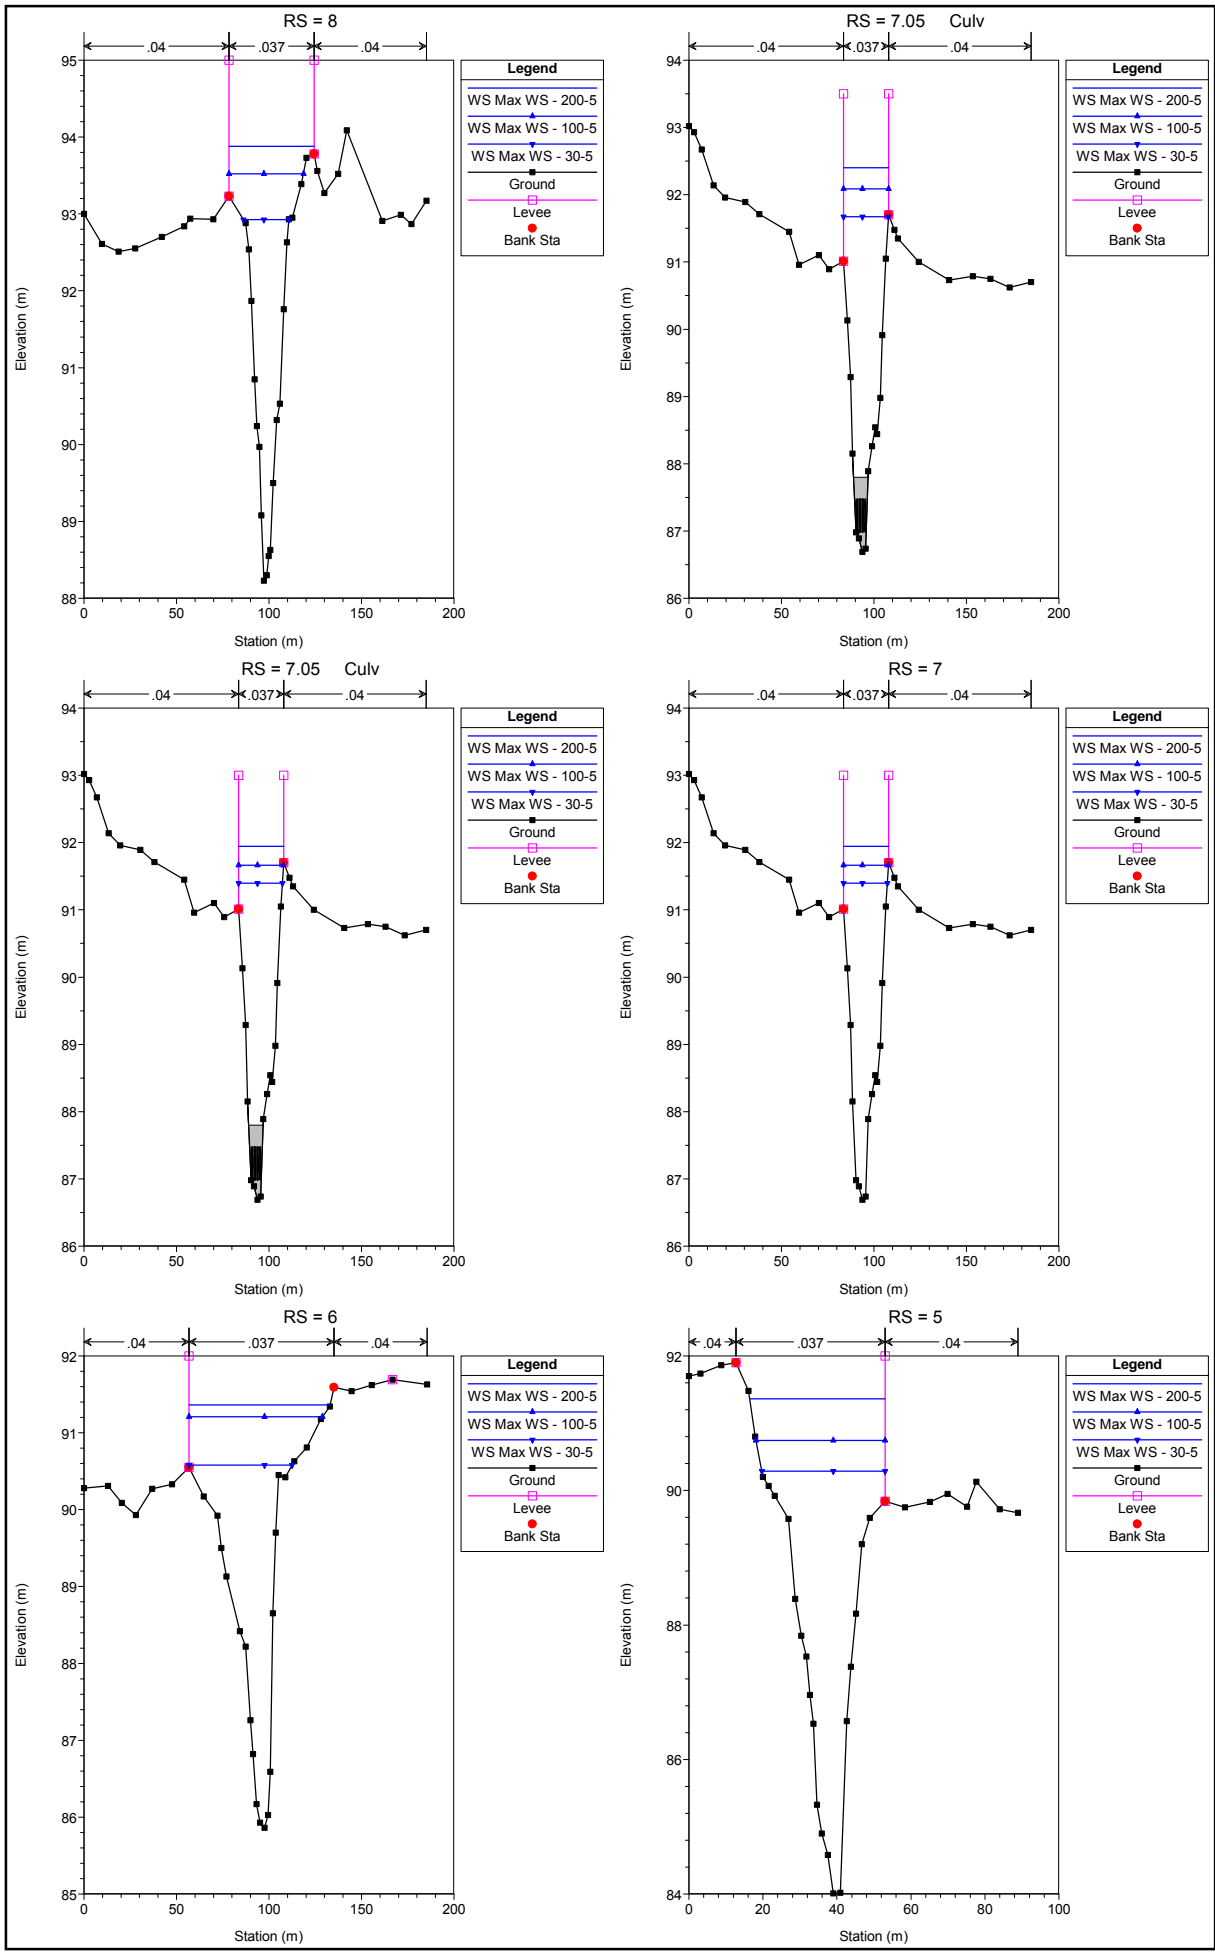 RS = 8
.04 .037 .04
95
94
93
92
91
90
89
88
0 50 100 150 200
Elevation (m)
Station (m)
Legend
WS Max WS - 200-5
WS Max WS - 100-5
WS Max WS - 30-5
Ground
Levee
Bank Sta
RS = 7.05 Culv
.04 .037 .04
94
93
92
91
90
89
88
87
86
0 50 100 150 200
Elevation (m)
Station (m)
Legend
WS Max WS - 200-5
WS Max WS - 100-5
WS Max WS - 30-5
Ground
Levee
Bank Sta
RS = 7.05 Culv
.04 .037 .04
94
93
92
91
90
89
88
87
86
0 50 100 150 200
Elevation (m)
Station (m)
Legend
WS Max WS - 200-5
WS Max WS - 100-5
WS Max WS - 30-5
Ground
Levee
Bank Sta
RS = 7
.04 .037 .04
94
93
92
91
90
89
88
87
86
0 50 100 150 200
Elevation (m)
Station (m)
Legend
WS Max WS - 200-5
WS Max WS - 100-5
WS Max WS - 30-5
Ground
Levee
Bank Sta
RS = 6
.04 .037 .04
92
91
90
89
88
87
86
85
0 50 100 150 200
Elevation (m)
Station (m)
Legend
WS Max WS - 200-5
WS Max WS - 100-5
WS Max WS - 30-5
Ground
Levee
Bank Sta
RS = 5
.04 .037 .04
92
90
88
86
84
0 20 40 60 80 100
Elevation (m)
Station (m)
Legend
WS Max WS - 200-5
WS Max WS - 100-5
WS Max WS - 30-5
Ground
Levee
Bank Sta